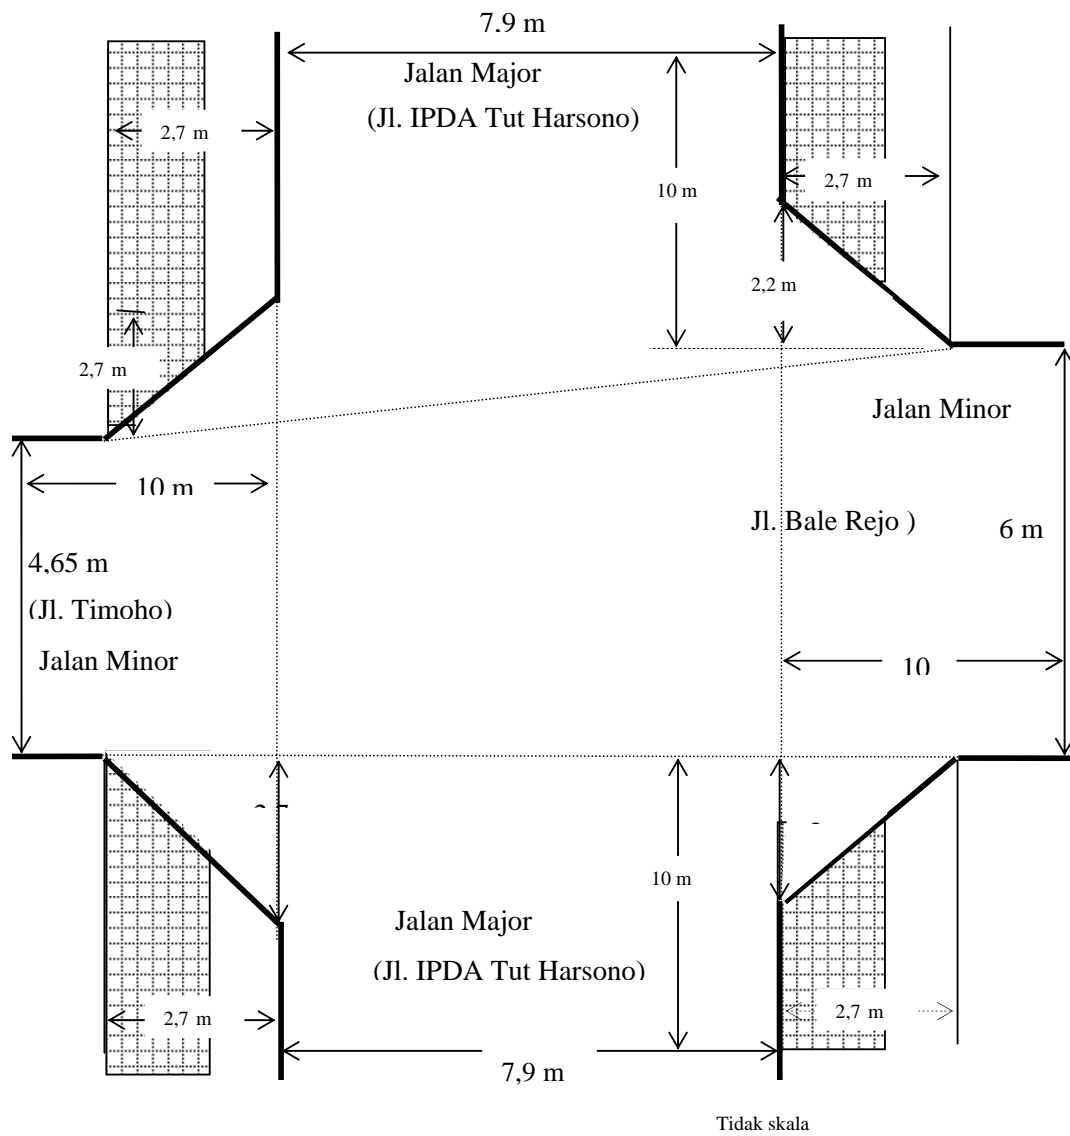 7,9 m
Jalan Major
(Jl. IPDA Tut Harsono)
2,7 m
2,7 m
10 m
2,2 m
2,7 m
Jalan Minor
10 m
Jl. Bale Rejo )
6 m
4,65 m
(Jl. Timoho)
Jalan Minor
10
10 m
Jalan Major
(Jl. IPDA Tut Harsono)
2,7 m
2,7 m
7,9 m
Tidak skala